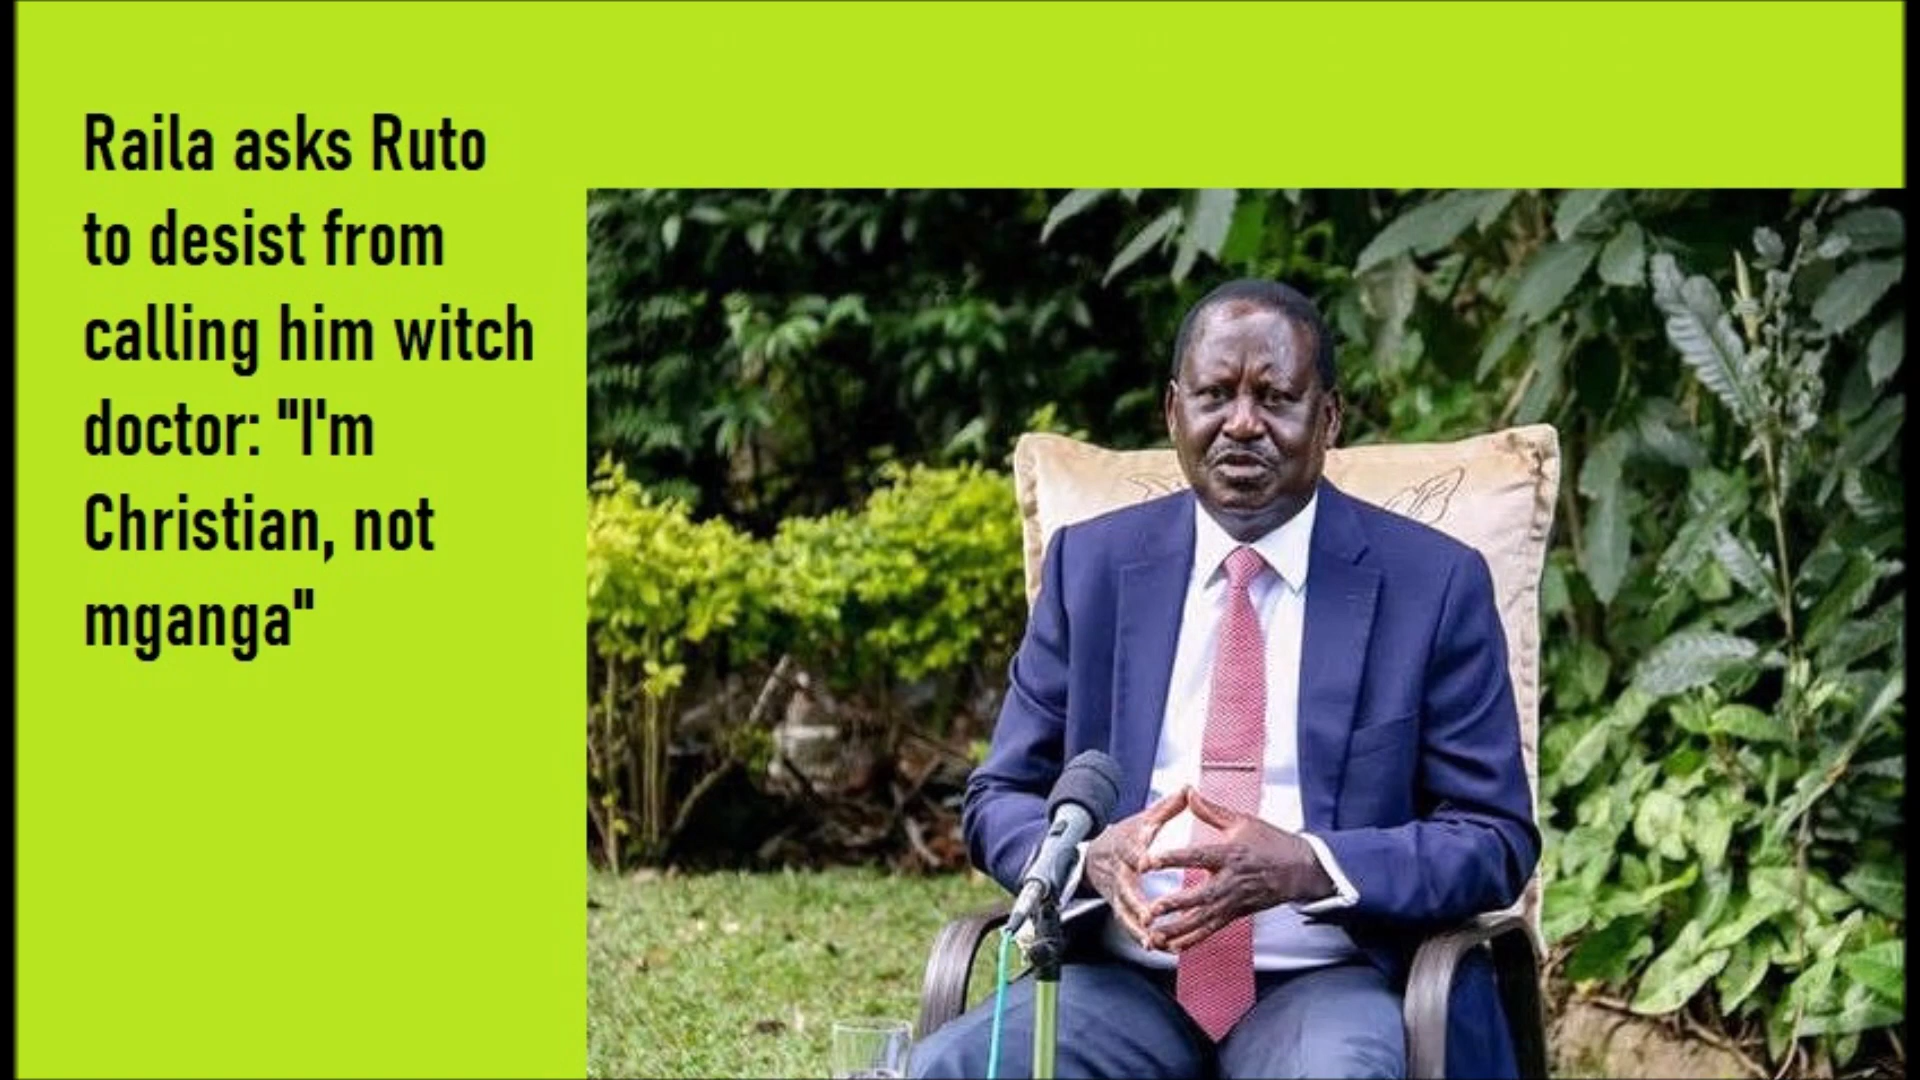 Raila asks Ruto
to desist from
calling him witch
doctor: "I'm
Christian, not
mganga"